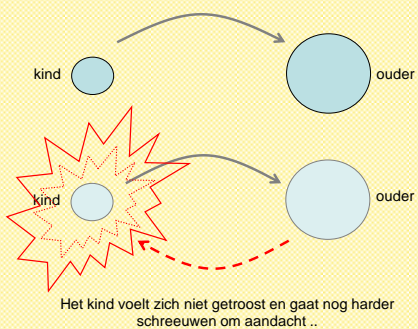 kind
ouder
kind
ouder
Het kind voelt zich niet getroost en gaat nog harder
schreeuwen om aandacht ..